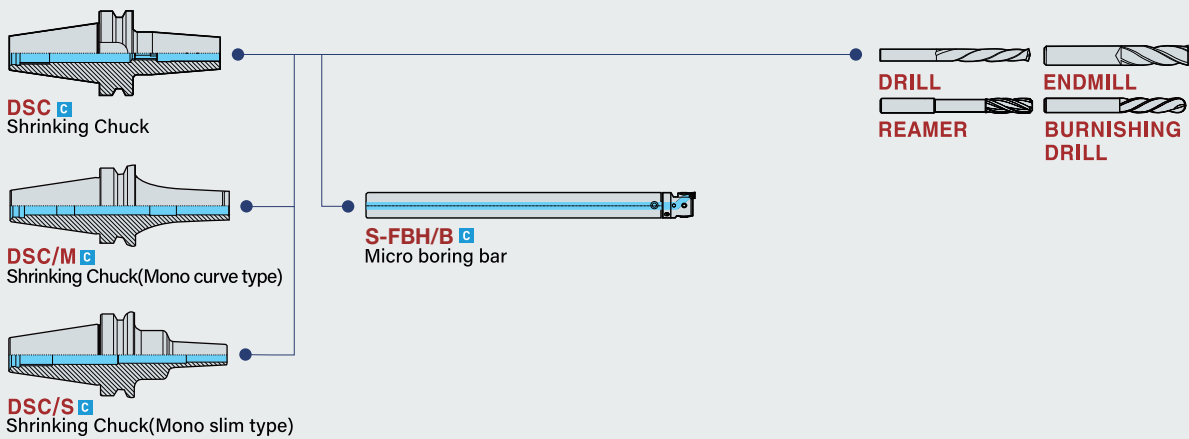 DSC C
Shrinking Chuck
DRILL
ENDMILL
REAMER
BURNISHING
DRILL
DSC/M C
Shrinking Chuck(Mono curve type)
S-FBH/B C
Micro boring bar
DSC/S C
Shrinking Chuck(Mono slim type)